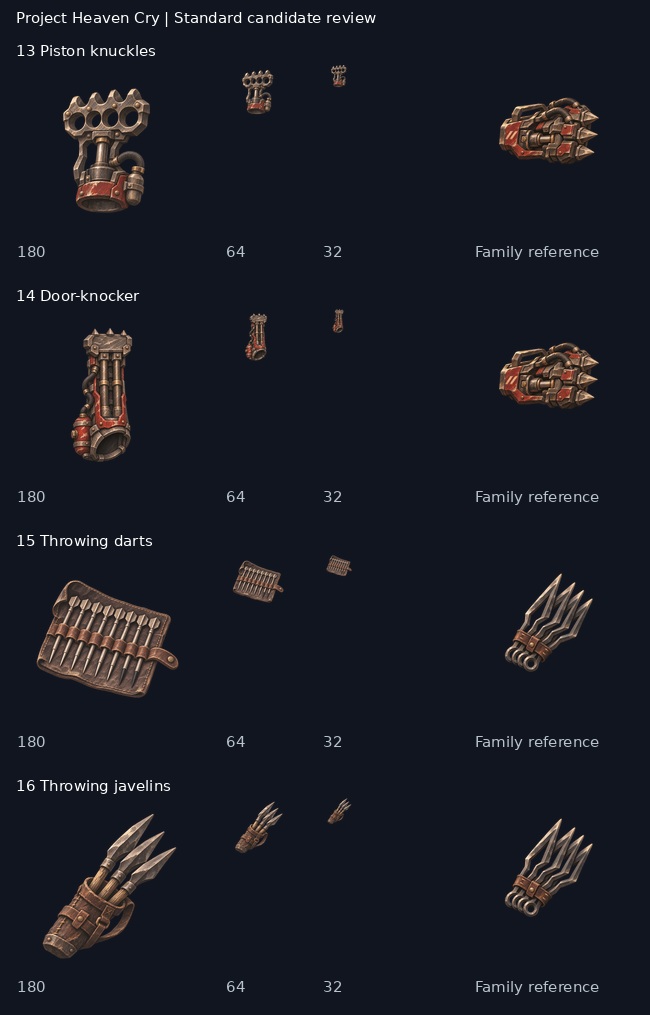 Project Heaven Cry | Standard candidate review
13 Piston knuckles
180 64 32 Family reference
14 Door-knocker
180 64 32 Family reference
15 Throwing darts
180 64 32 Family reference
16 Throwing javelins
180 64 32 Family reference